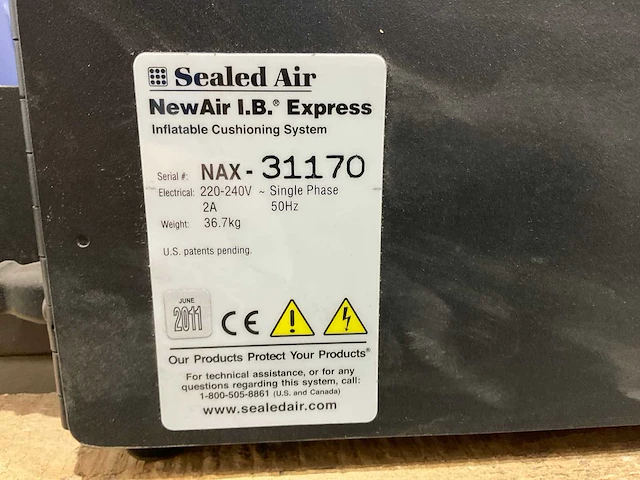 Sealed Air
NewAir I.B.® Express
Inflatable Cushioning System
Serial #: NAX - 31170
Electrical: 220-240V ~ Single Phase
2A 50Hz
Weight: 36.7kg
U.S. patents pending.
JUNE
2011
CE
Our Products Protect Your Products®
For technical assistance, or for any
questions regarding this system, call:
1-800-505-8861 (U.S. and Canada)
www.sealedair.com